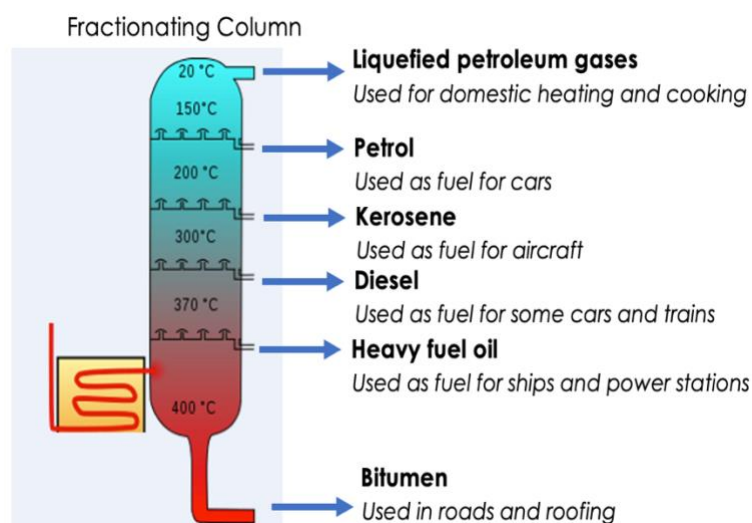 Fractionating Column
20 °C
Liquefied petroleum gases
Used for domestic heating and cooking
150°C
Petrol
Used as fuel for cars
200 °C
Kerosene
Used as fuel for aircraft
300°C
Diesel
Used as fuel for some cars and trains
370 °C
Heavy fuel oil
Used as fuel for ships and power stations
400 °C
Bitumen
Used in roads and roofing